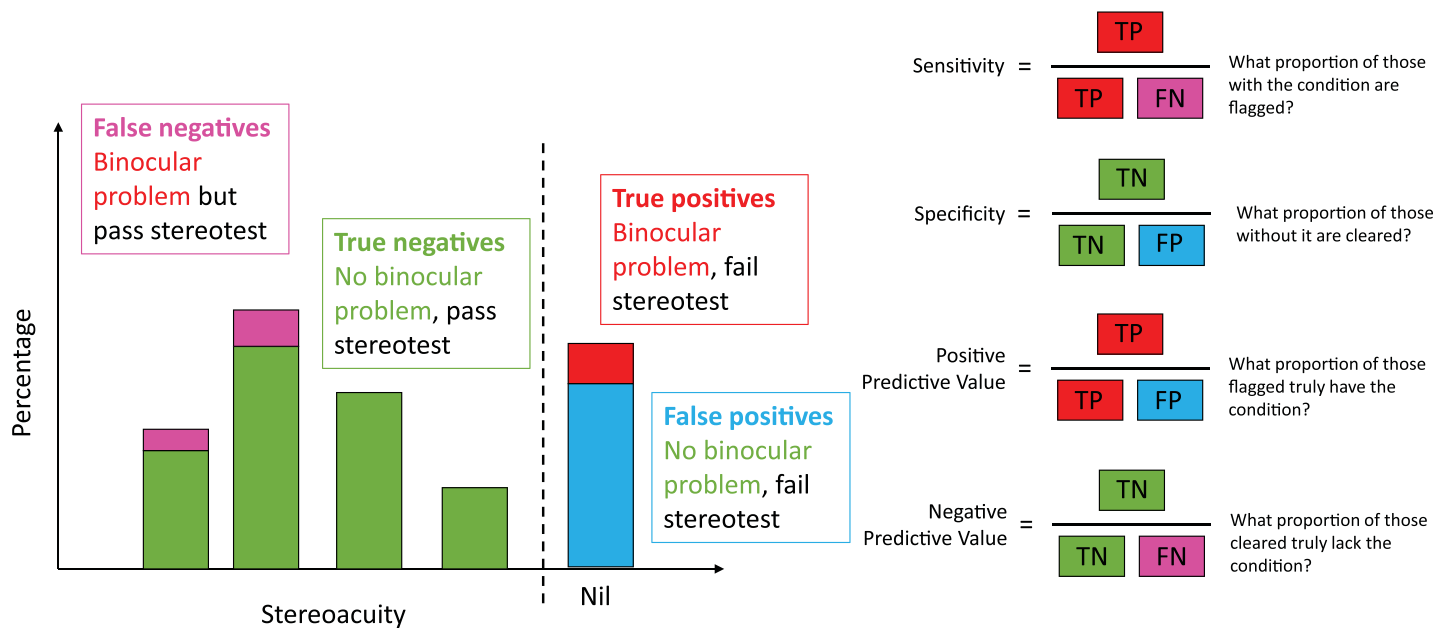 False negatives
Binocular
problem but
pass stereotest
True negatives
No binocular
problem, pass
stereotest
True positives
Binocular
problem, fail
stereotest
False positives
No binocular
problem, fail
stereotest
Percentage
Stereoacuity
Nil
Sensitivity =
TP
TP FN
What proportion of those
with the condition are
flagged?
Specificity =
TN
TN FP
What proportion of those
without it are cleared?
Positive
Predictive Value =
TP
TP FP
What proportion of those
flagged truly have the
condition?
Negative
Predictive Value =
TN
TN FN
What proportion of those
cleared truly lack the
condition?